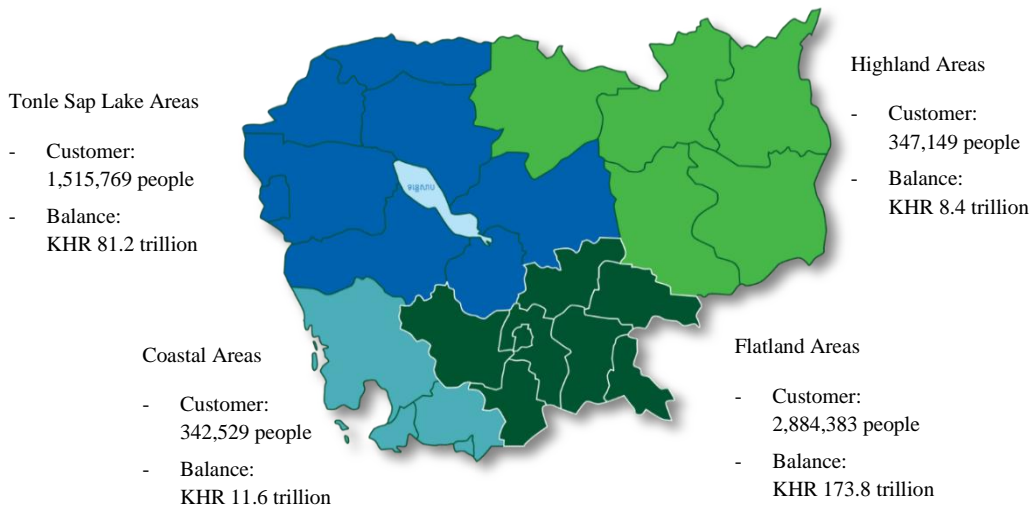 Tonle Sap Lake Areas
- Customer:
1,515,769 people
- Balance:
KHR 81.2 trillion
Highland Areas
- Customer:
347,149 people
- Balance:
KHR 8.4 trillion
Coastal Areas
- Customer:
342,529 people
- Balance:
KHR 11.6 trillion
Flatland Areas
- Customer:
2,884,383 people
- Balance:
KHR 173.8 trillion